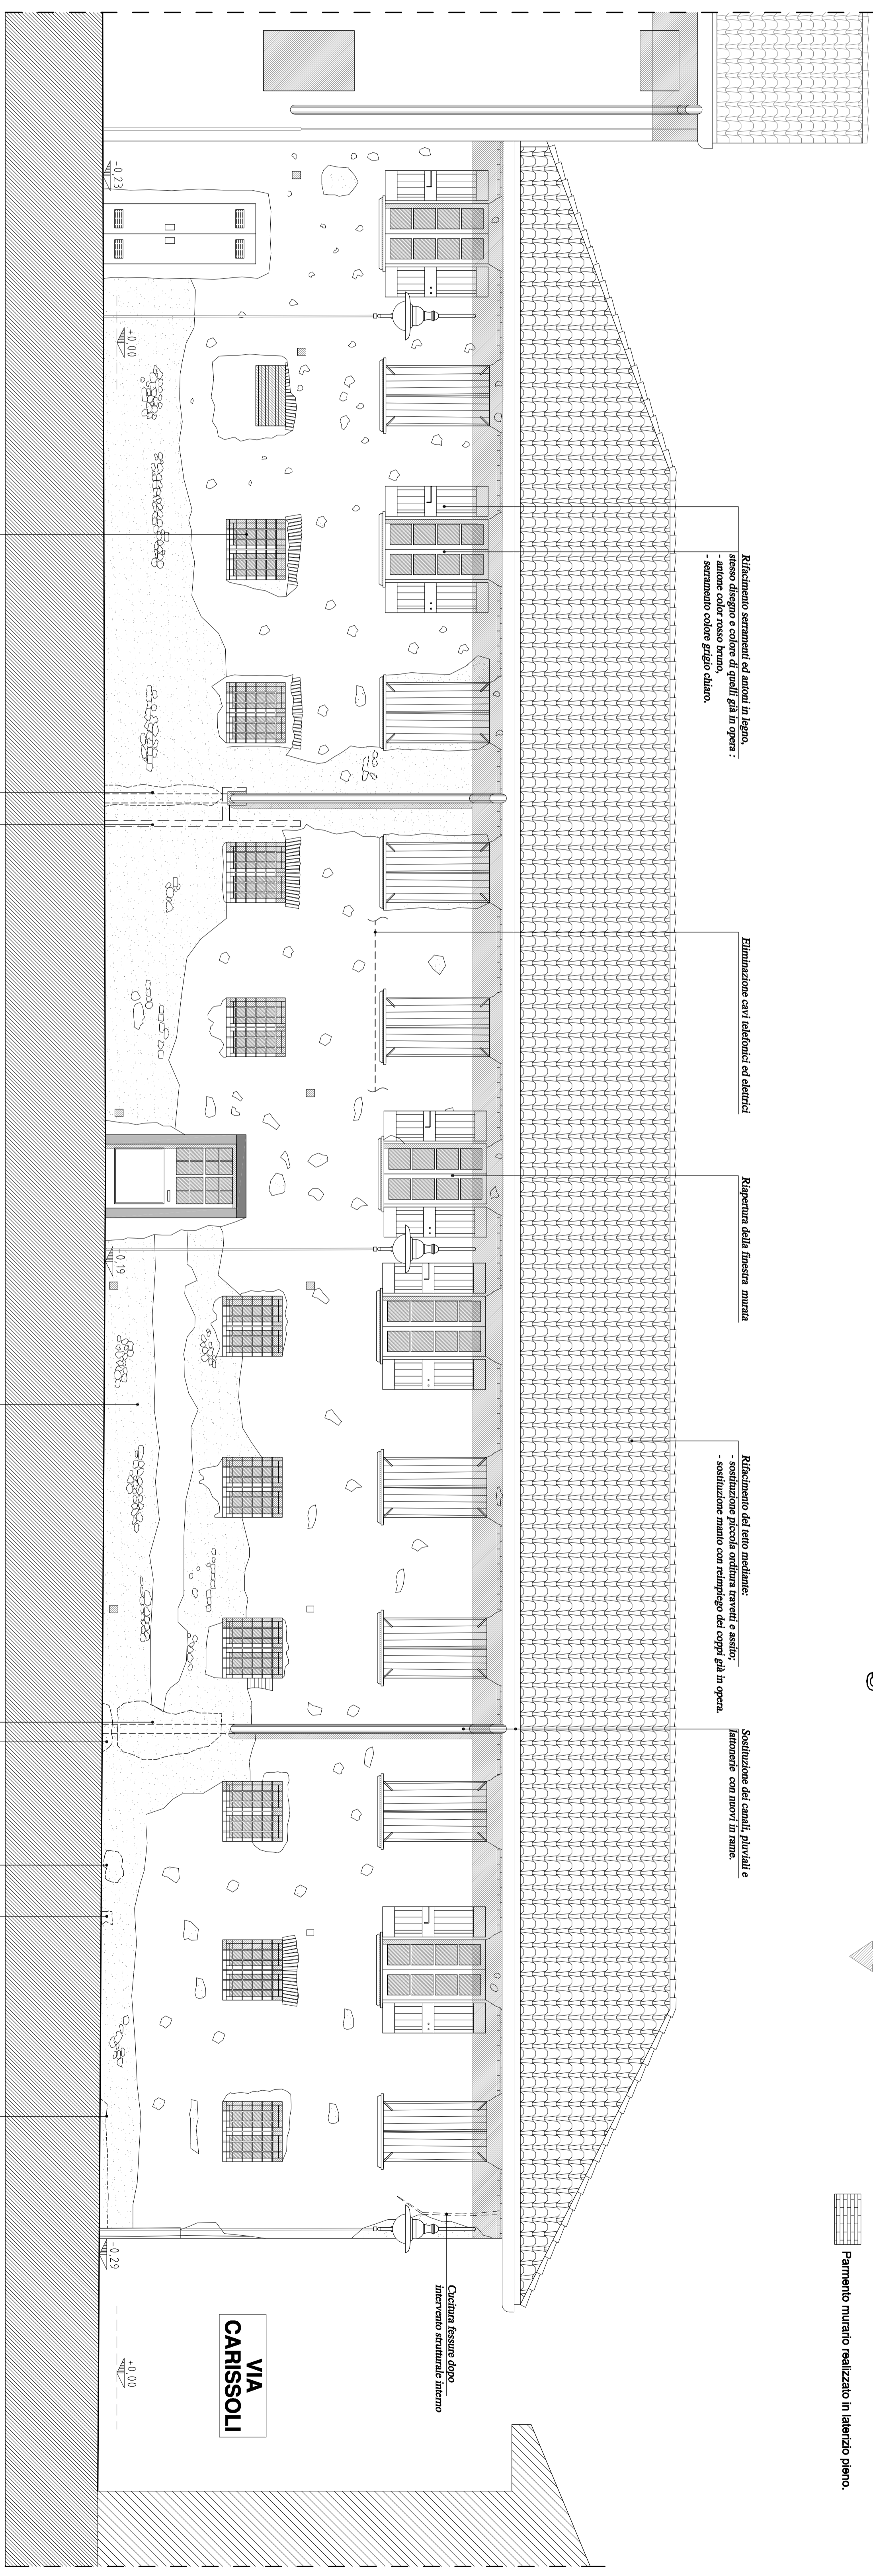 Rifacimento serramenti ed antoni in legno,
stesso disegno e colore di quelli già in opera :
- antone color rosso bruno,
- serramento colore grigio chiaro.
Eliminazione cavi telefonici ed elettrici
Riapertura della finestra murata
Rifacimento del tetto mediante:
- sostituzione piccola orditura travetti e assito;
- sostituzione manto con reimpiego dei coppi già in opera.
Sostituzione dei canali, pluviali e
lattonerie con nuovi in rame.
Parmento murario realizzato in laterizio pieno.
Cucitura fessure dopo
intervento strutturale interno
VIA
CARISSOLI
-0,23
+0,00
-0,19
-0,29
+0,00